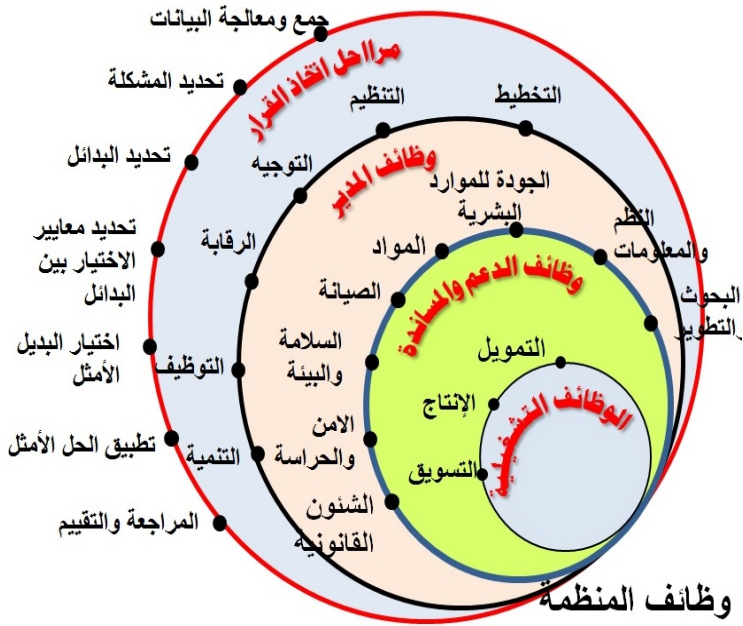 جمع ومعالجة البيانات
مراحل اتخاذ القرار
تحديد المشكلة
تحديد البدائل
تحديد معايير
الاختيار بين
البدائل
اختيار البديل
الأمثل
تطبيق الحل الأمثل
المراجعة والتقييم
التخطيط
التنظيم
وظائف المدير
التوجيه
الرقابة
التوظيف
التنمية
البحوث
والتطوير
النظم
والمعلومات
الجودة للموارد
البشرية
المواد
وظائف الدعم والمساندة
الصيانة
السلامة
والبيئة
الامن
والحراسة
الشئون
القانونية
التمويل
الوظائف التشغيلية
الإنتاج
التسويق
وظائف المنظمة